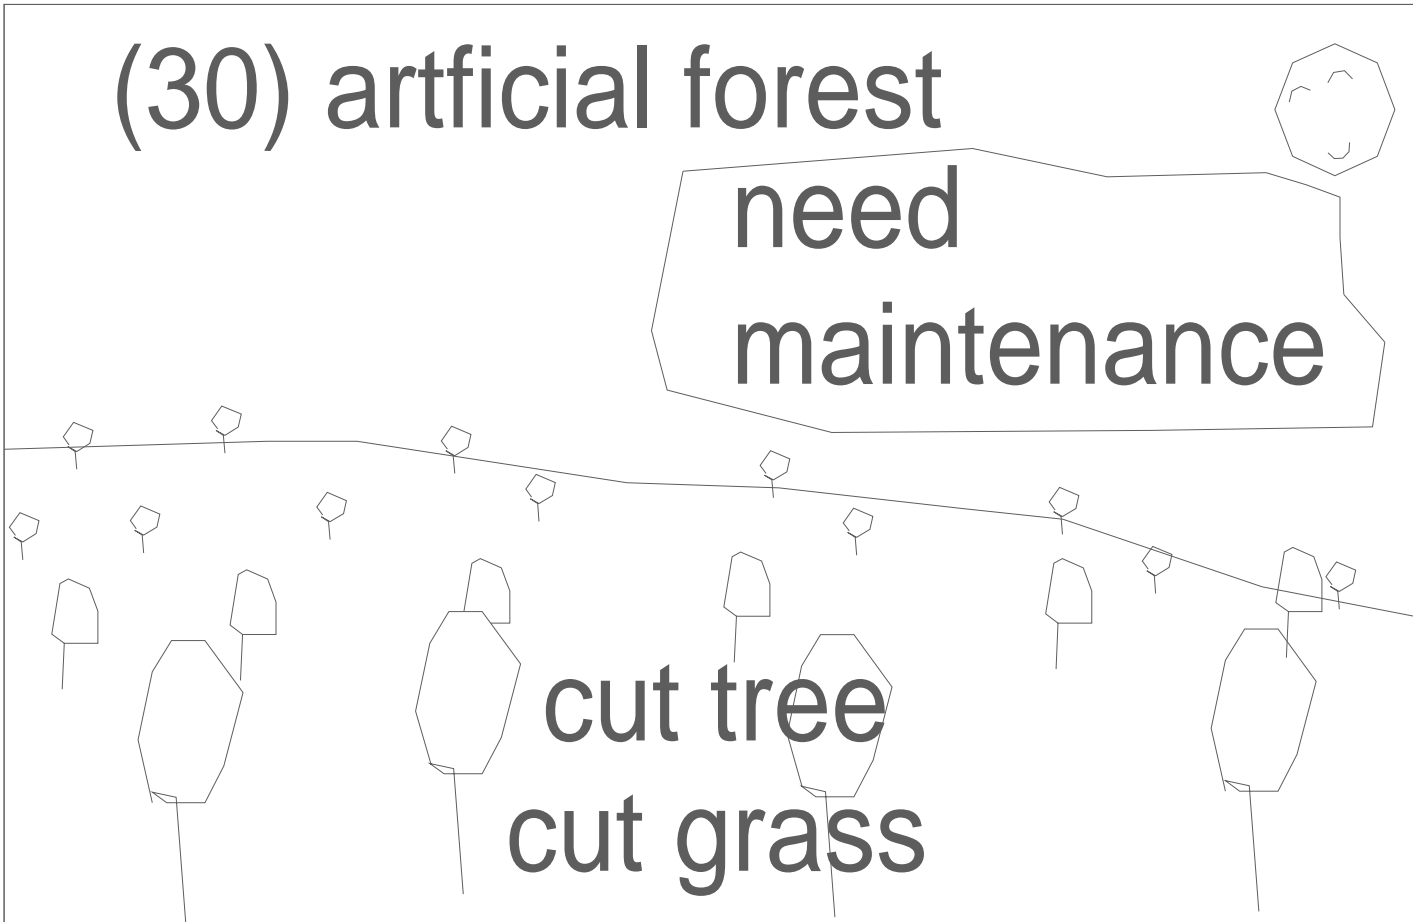 (30) artficial forest
need
maintenance
cut tree
cut grass